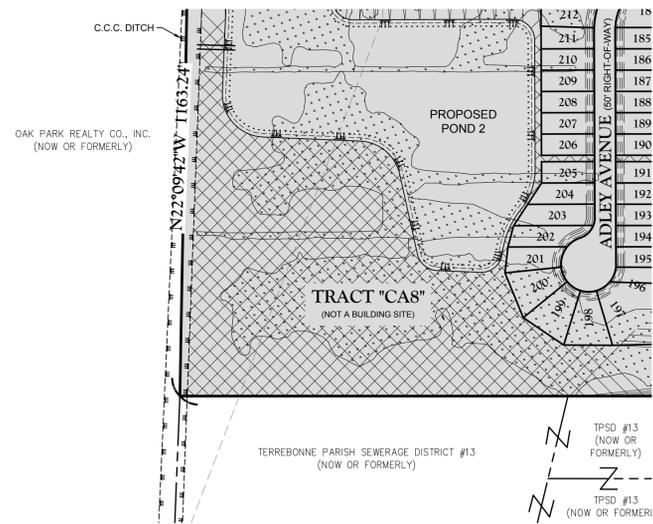 C.C.C. DITCH
OAK PARK REALTY CO., INC.
(NOW OR FORMERLY)
N22°09'42"W 1163.24'
PROPOSED
POND 2
TRACT "CA8"
(NOT A BUILDING SITE)
TERREBONNE PARISH SEWERAGE DISTRICT #13
(NOW OR FORMERLY)
212
211
210
209
208
207
206
205
204
203
202
201
200
199
198
197
196
195
194
193
192
191
190
189
188
187
186
185
18
ADLEY AVENUE (60' RIGHT-OF-WAY)
TPSD #13
(NOW OR
FORMERLY)
TPSD #13
(NOW OR FORMERL